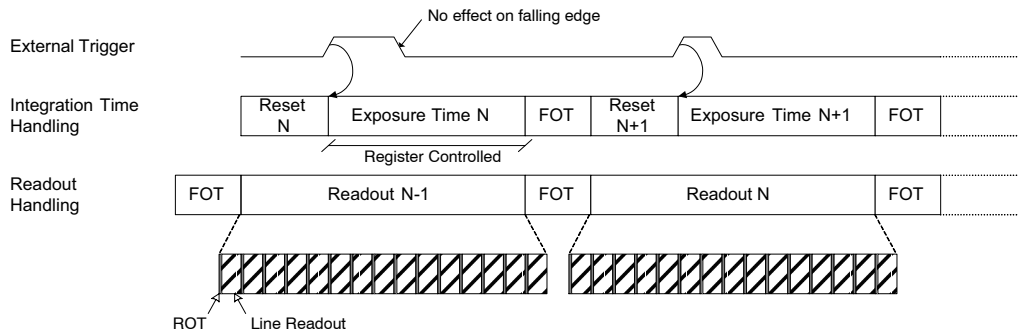 No effect on falling edge
External Trigger
Integration Time
Handling
Reset
N
Exposure Time N
FOT
Reset
N+1
Exposure Time N+1
FOT
Register Controlled
Readout
Handling
FOT
Readout N-1
FOT
Readout N
FOT
ROT
Line Readout